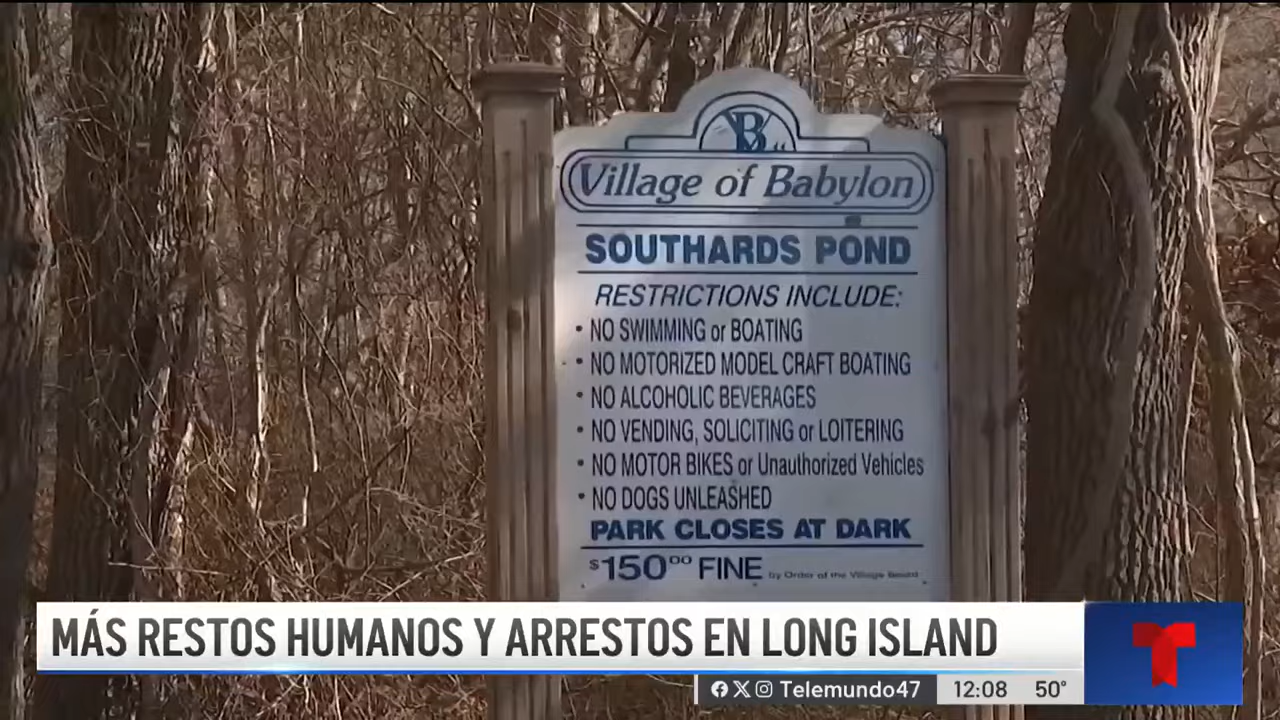 VB
Village of Babylon
SOUTHARDS POND
RESTRICTIONS INCLUDE:
• NO SWIMMING or BOATING
• NO MOTORIZED MODEL CRAFT BOATING
• NO ALCOHOLIC BEVERAGES
• NO VENDING, SOLICITING or LOITERING
• NO MOTOR BIKES or Unauthorized Vehicles
• NO DOGS UNLEASHED
PARK CLOSES AT DARK
$150⁰⁰ FINE by Order of the Village Board
MÁS RESTOS HUMANOS Y ARRESTOS EN LONG ISLAND
Telemundo47 12:08 50°